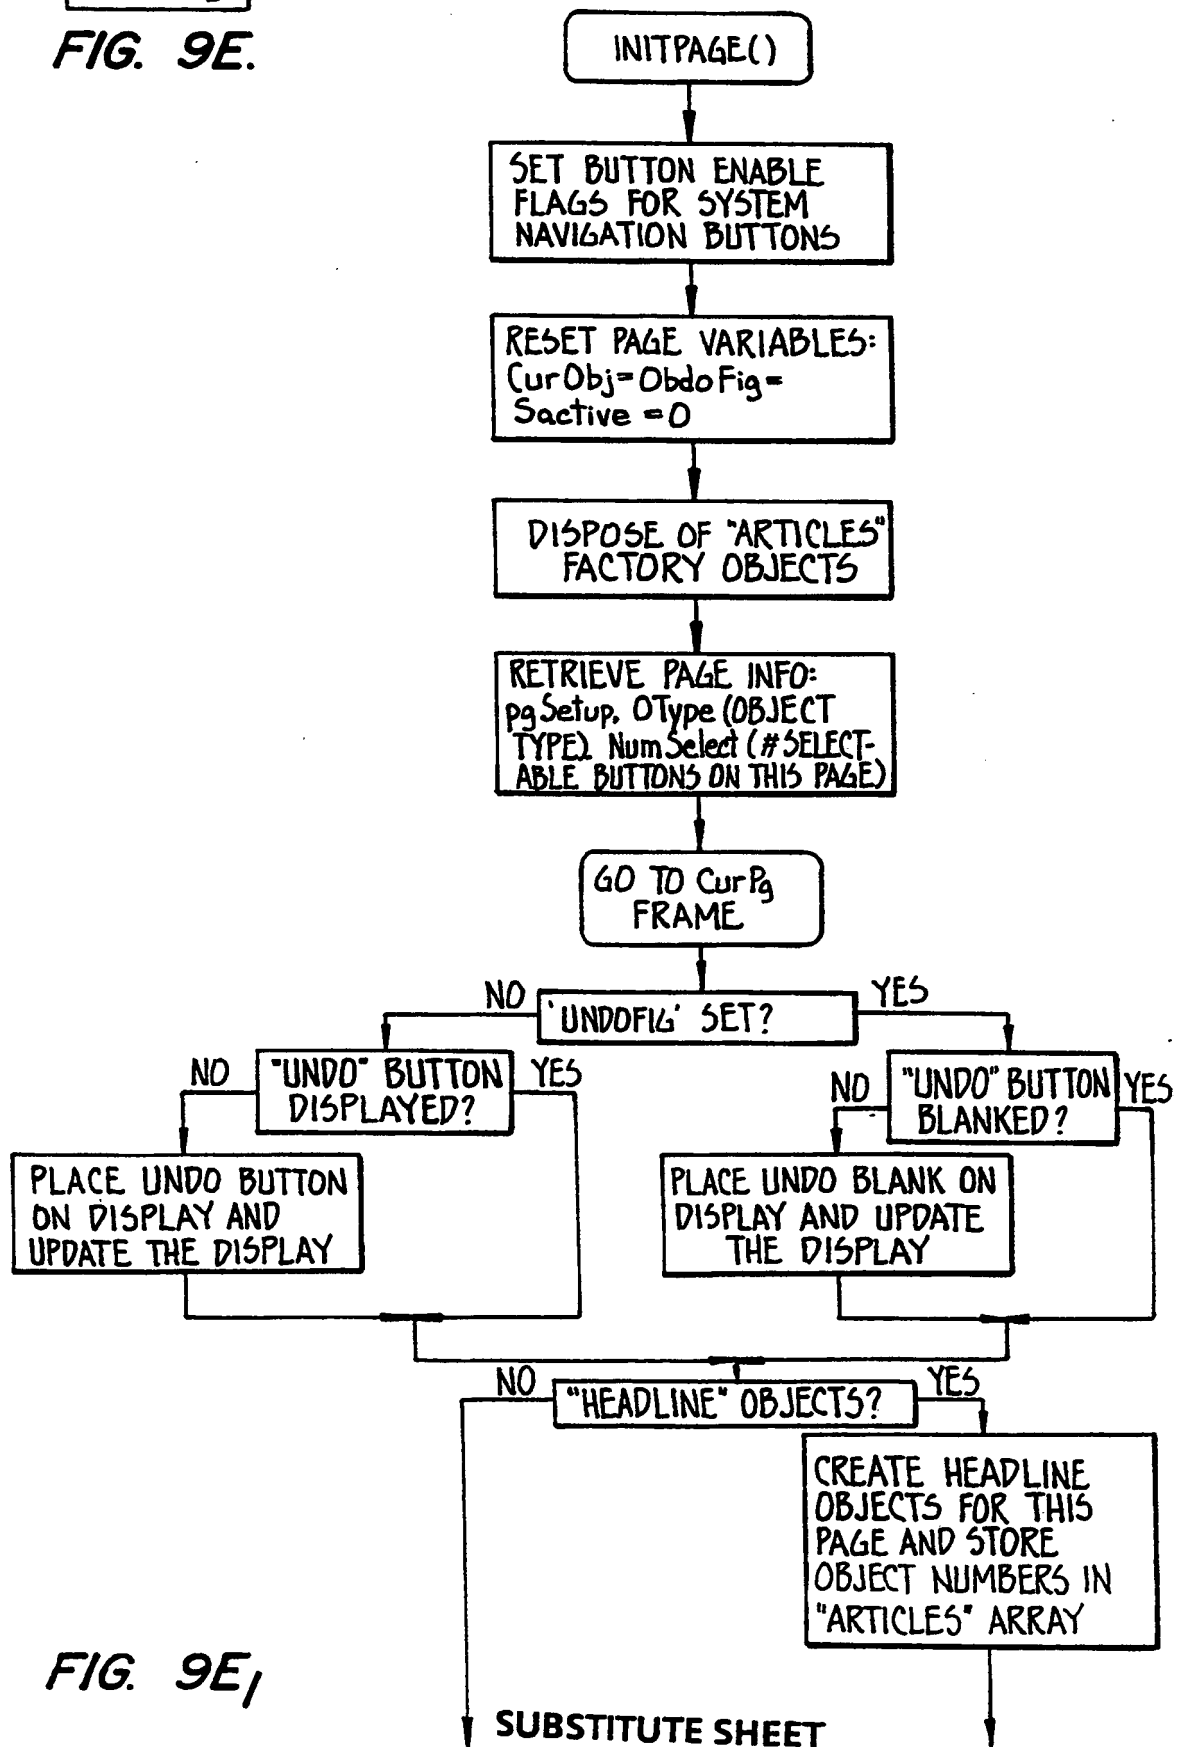 FIG. 9E.
INITPAGE()
SET BUTTON ENABLE
FLAGS FOR SYSTEM
NAVIGATION BUTTONS
RESET PAGE VARIABLES:
CurObj=ObdoFig=
Sactive=0
DISPOSE OF "ARTICLES"
FACTORY OBJECTS
RETRIEVE PAGE INFO:
pgSetup, OType (OBJECT
TYPE). NumSelect (#SELECT-
ABLE BUTTONS ON THIS PAGE)
GO TO CurPg
FRAME
NO
'UNDOFIG' SET?
YES
NO
"UNDO" BUTTON
DISPLAYED?
YES
NO
"UNDO" BUTTON
BLANKED?
YES
PLACE UNDO BUTTON
ON DISPLAY AND
UPDATE THE DISPLAY
PLACE UNDO BLANK ON
DISPLAY AND UPDATE
THE DISPLAY
NO
"HEADLINE" OBJECTS?
YES
CREATE HEADLINE
OBJECTS FOR THIS
PAGE AND STORE
OBJECT NUMBERS IN
"ARTICLES" ARRAY
FIG. 9E1
SUBSTITUTE SHEET